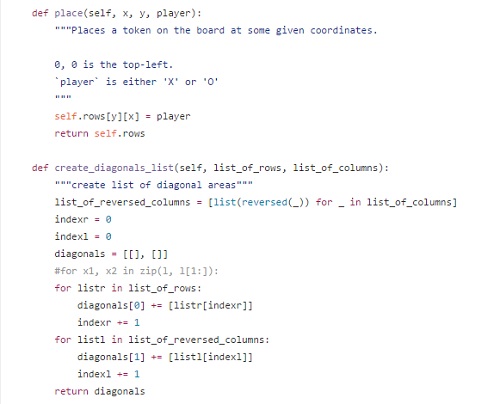 def place(self, x, y, player):
    """Places a token on the board at some given coordinates.

    0, 0 is the top-left.
    `player` is either 'X' or 'O'
    """
    self.rows[y][x] = player
    return self.rows

def create_diagonals_list(self, list_of_rows, list_of_columns):
    """create list of diagonal areas"""
    list_of_reversed_columns = [list(reversed(_)) for _ in list_of_columns]
    indexr = 0
    indexl = 0
    diagonals = [[], []]
    #for x1, x2 in zip(l, l[1:]):
    for listr in list_of_rows:
        diagonals[0] += [listr[indexr]]
        indexr += 1
    for listl in list_of_reversed_columns:
        diagonals[1] += [listl[indexl]]
        indexl += 1
    return diagonals